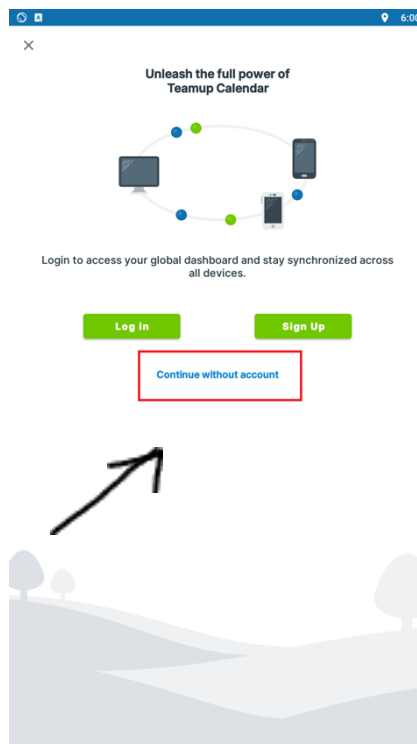 6:00
Unleash the full power of
Teamup Calendar
Login to access your global dashboard and stay synchronized across
all devices.
Log In
Sign Up
Continue without account